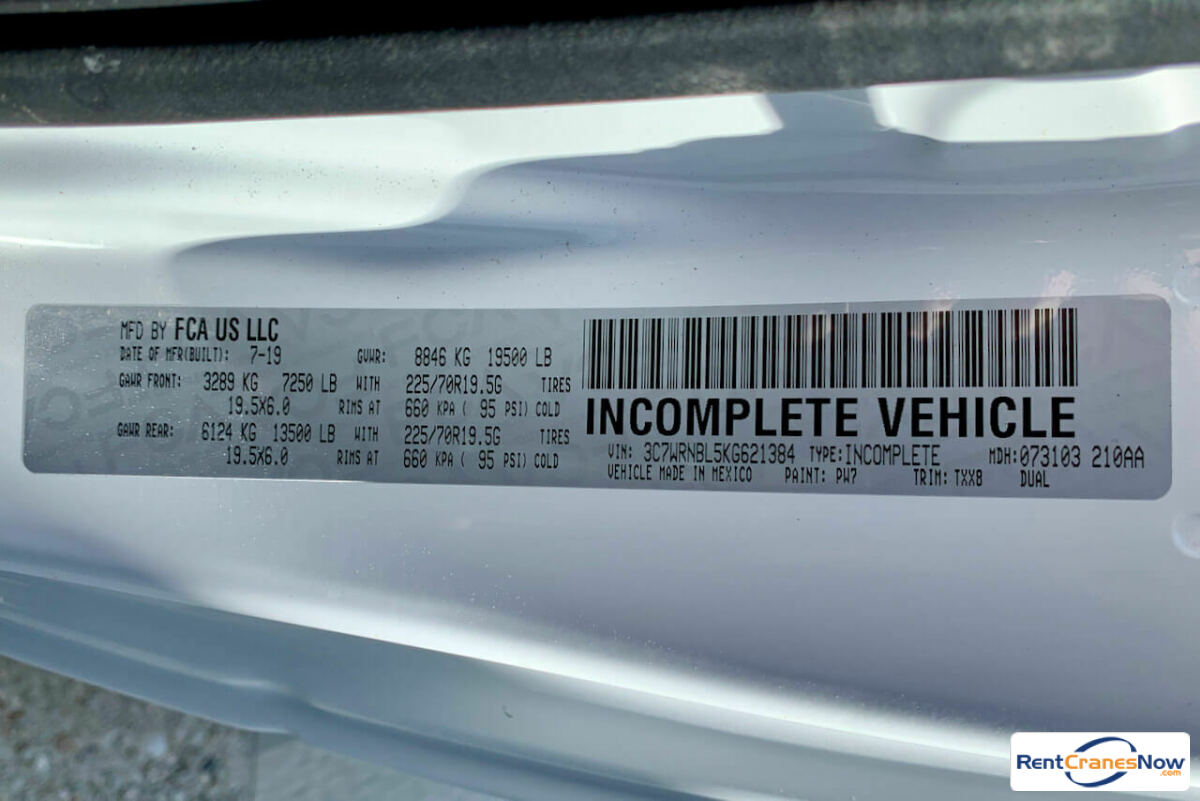 MFD BY FCA US LLC
DATE OF MFR(BUILT): 7-19 GVWR: 8846 KG 19500 LB
GAWR FRONT: 3289 KG 7250 LB WITH 225/70R19.5G TIRES
19.5X6.0 RIMS AT 660 KPA ( 95 PSI) COLD
GAWR REAR: 6124 KG 13500 LB WITH 225/70R19.5G TIRES
19.5X6.0 RIMS AT 660 KPA ( 95 PSI) COLD
INCOMPLETE VEHICLE
VIN: 3C7WRNBL5KG621384 TYPE:INCOMPLETE MDH:073103 210AA
VEHICLE MADE IN MEXICO PAINT: PW7 TRIM: TXX8 DUAL
RentCranesNow
.com